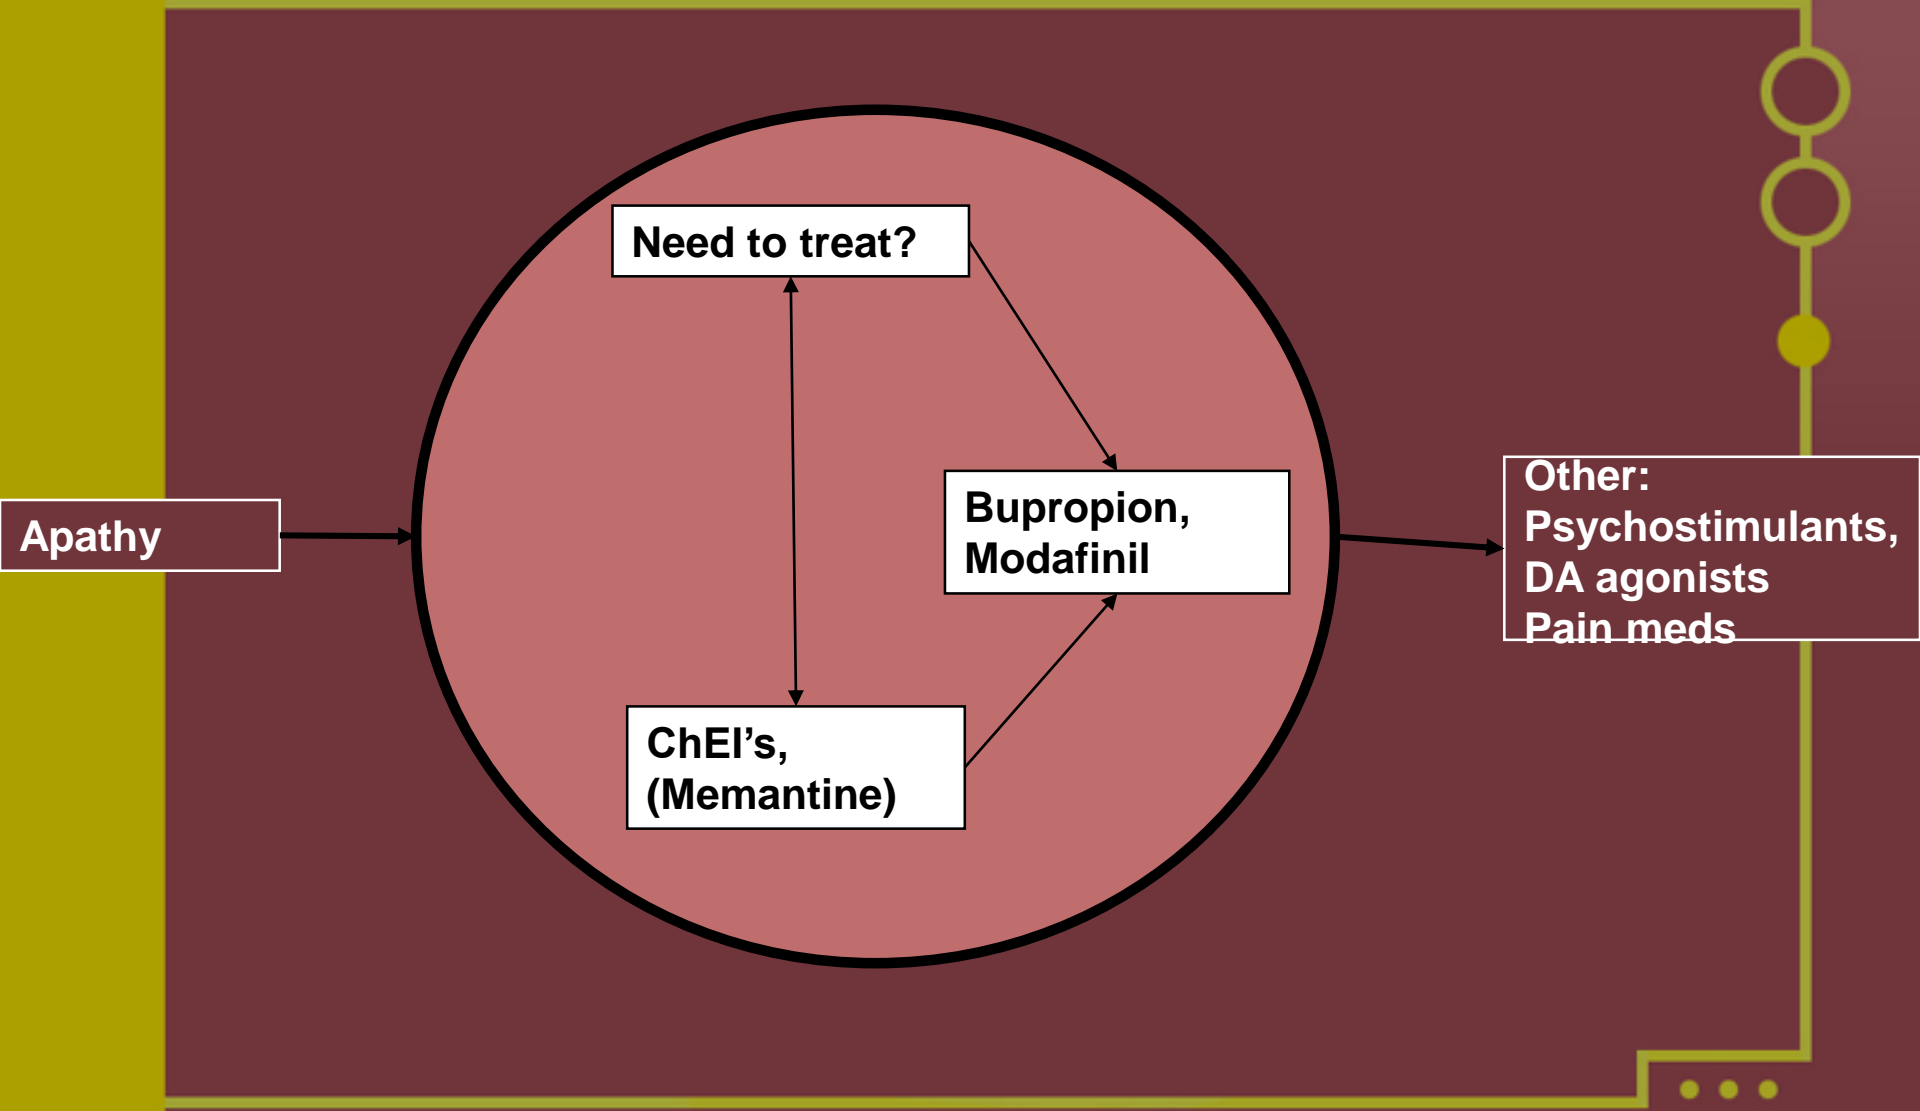 Need to treat?
Apathy
Bupropion,
Modafinil
ChEI’s,
(Memantine)
Other:
Psychostimulants,
DA agonists
Pain meds